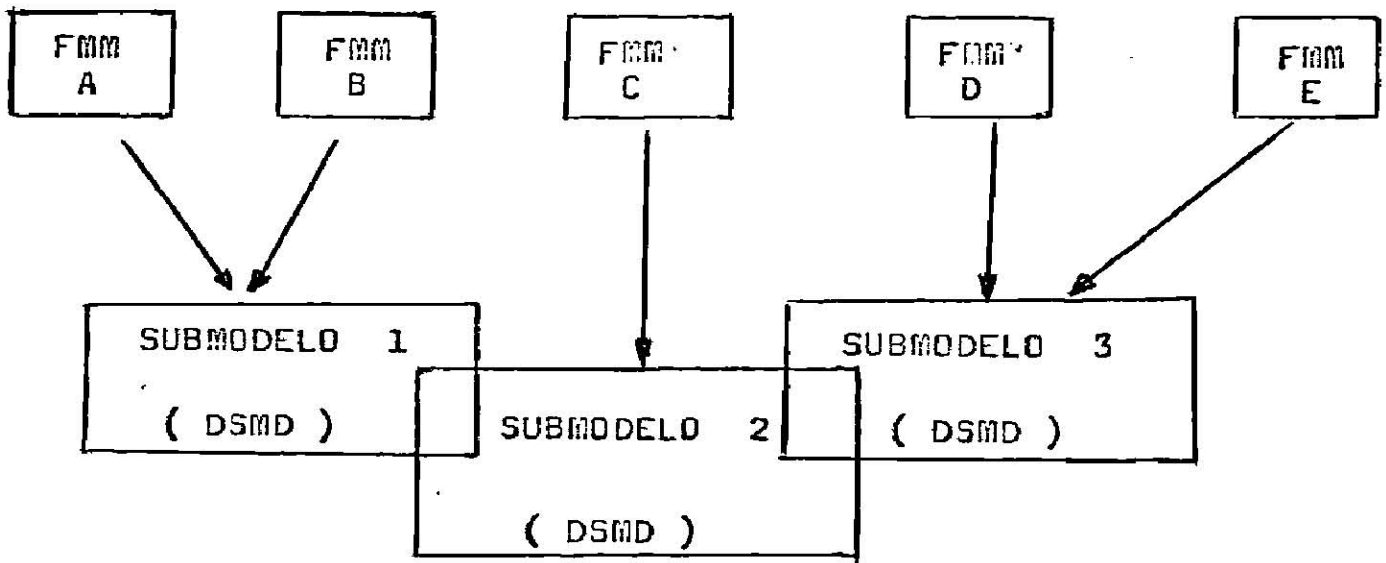 FMM
A
FMM
B
FMM
C
FMM
D
FMM
E
SUBMODELO 1
( DSMD )
SUBMODELO 2
( DSMD )
SUBMODELO 3
( DSMD )